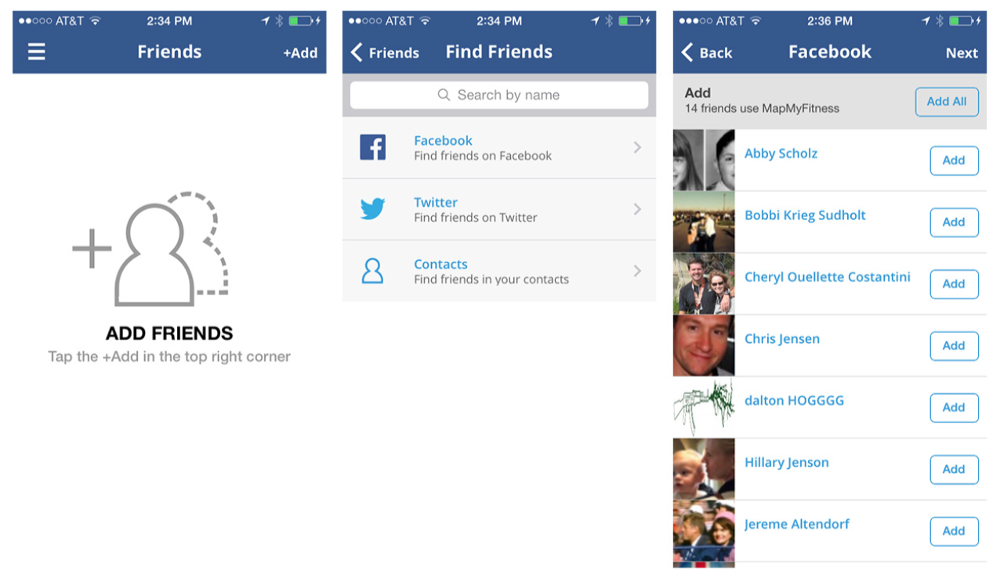 AT&T 2:34 PM
Friends +Add
ADD FRIENDS
Tap the +Add in the top right corner
AT&T 2:34 PM
Friends Find Friends
Search by name
Facebook
Find friends on Facebook
Twitter
Find friends on Twitter
Contacts
Find friends in your contacts
AT&T 2:36 PM
Back Facebook Next
Add
14 friends use MapMyFitness
Add All
Abby Scholz Add
Bobbi Krieg Sudholt Add
Cheryl Ouellette Costantini Add
Chris Jensen Add
dalton HOGGGG Add
Hillary Jenson Add
Jereme Altendorf Add